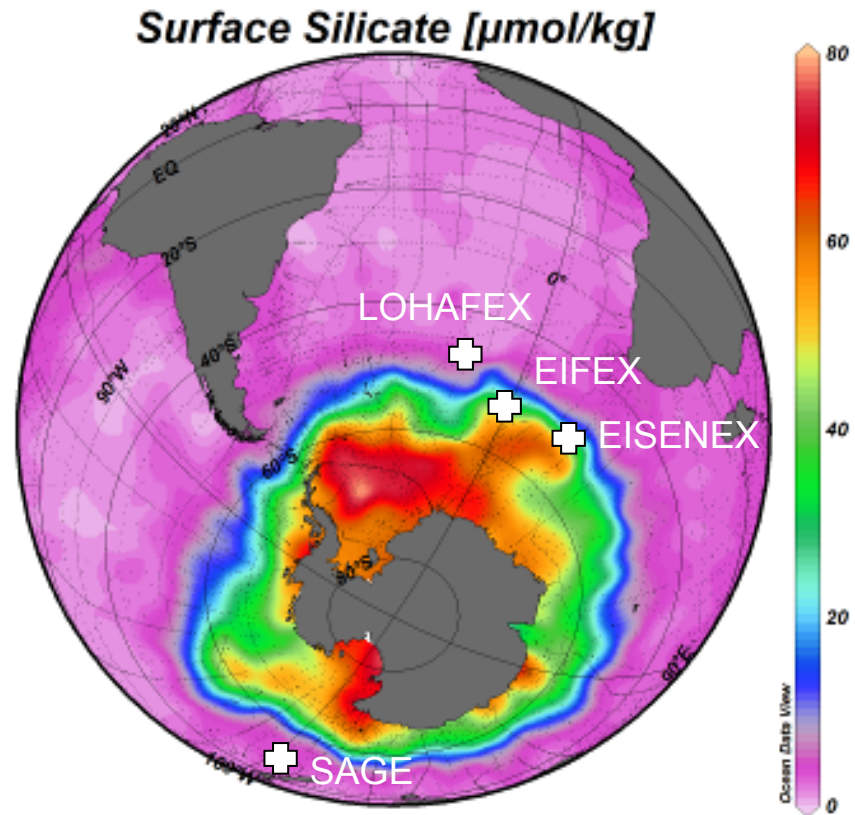 Surface Silicate [µmol/kg]
80
20°N
EQ
20°S
0°
LOHAFEX
60
40°S
90°W
EIFEX
EISENEX
40
60°S
80°S
20
90°E
Ocean Data View
SAGE
0